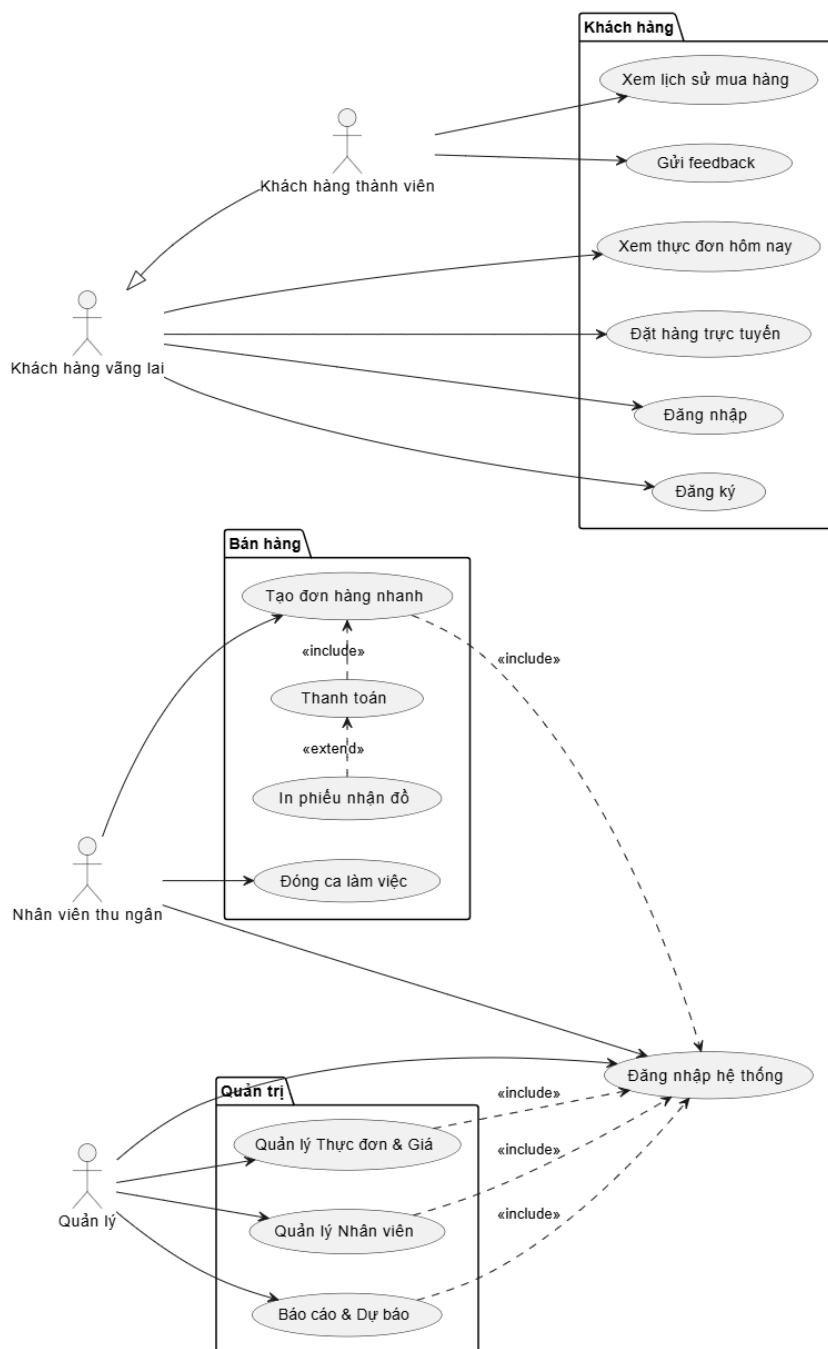 Khách hàng
Xem lịch sử mua hàng
Gửi feedback
Khách hàng thành viên
Xem thực đơn hôm nay
Đặt hàng trực tuyến
Khách hàng vãng lai
Đăng nhập
Đăng ký
Bán hàng
Tạo đơn hàng nhanh
«include»
«include»
Thanh toán
«extend»
In phiếu nhận đồ
Đóng ca làm việc
Nhân viên thu ngân
Đăng nhập hệ thống
Quản trị
«include»
Quản lý Thực đơn & Giá
«include»
Quản lý
Quản lý Nhân viên
«include»
Báo cáo & Dự báo